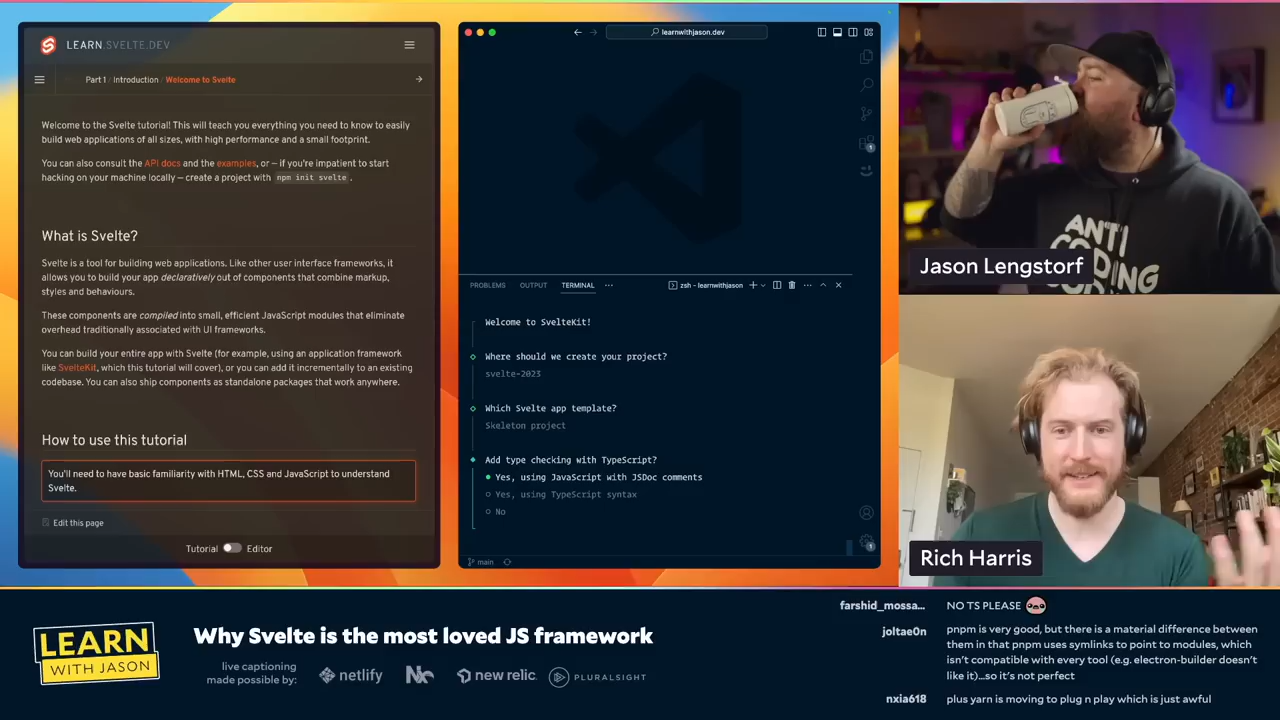 LEARN.SVELTE.DEV
Part 1 / Introduction / Welcome to Svelte
Welcome to the Svelte tutorial! This will teach you everything you need to know to easily
build web applications of all sizes, with high performance and a small footprint.
You can also consult the API docs and the examples, or — if you're impatient to start
hacking on your machine locally — create a project with npm init svelte .
What is Svelte?
Svelte is a tool for building web applications. Like other user interface frameworks, it
allows you to build your app declaratively out of components that combine markup,
styles and behaviours.
These components are compiled into small, efficient JavaScript modules that eliminate
overhead traditionally associated with UI frameworks.
You can build your entire app with Svelte (for example, using an application framework
like SvelteKit, which this tutorial will cover), or you can add it incrementally to an existing
codebase. You can also ship components as standalone packages that work anywhere.
How to use this tutorial
You'll need to have basic familiarity with HTML, CSS and JavaScript to understand
Svelte.
Edit this page
Tutorial Editor
learnwithjason.dev
1
PROBLEMS OUTPUT TERMINAL ... zsh - learnwithjason
Welcome to SvelteKit!
Where should we create your project?
svelte-2023
Which Svelte app template?
Skeleton project
Add type checking with TypeScript?
Yes, using JavaScript with JSDoc comments
Yes, using TypeScript syntax
No
1
main
ANTI
CODING
CODING
Jason Lengstorf
Rich Harris
LEARN
WITH JASON
Why Svelte is the most loved JS framework
live captioning
made possible by:
netlify
new relic.
PLURALSIGHT
farshid_mossa... NO TS PLEASE
joltae0n pnpm is very good, but there is a material difference between
them in that pnpm uses symlinks to point to modules, which
isn't compatible with every tool (e.g. electron-builder doesn't
like it)...so it's not perfect
nxia618 plus yarn is moving to plug n play which is just awful